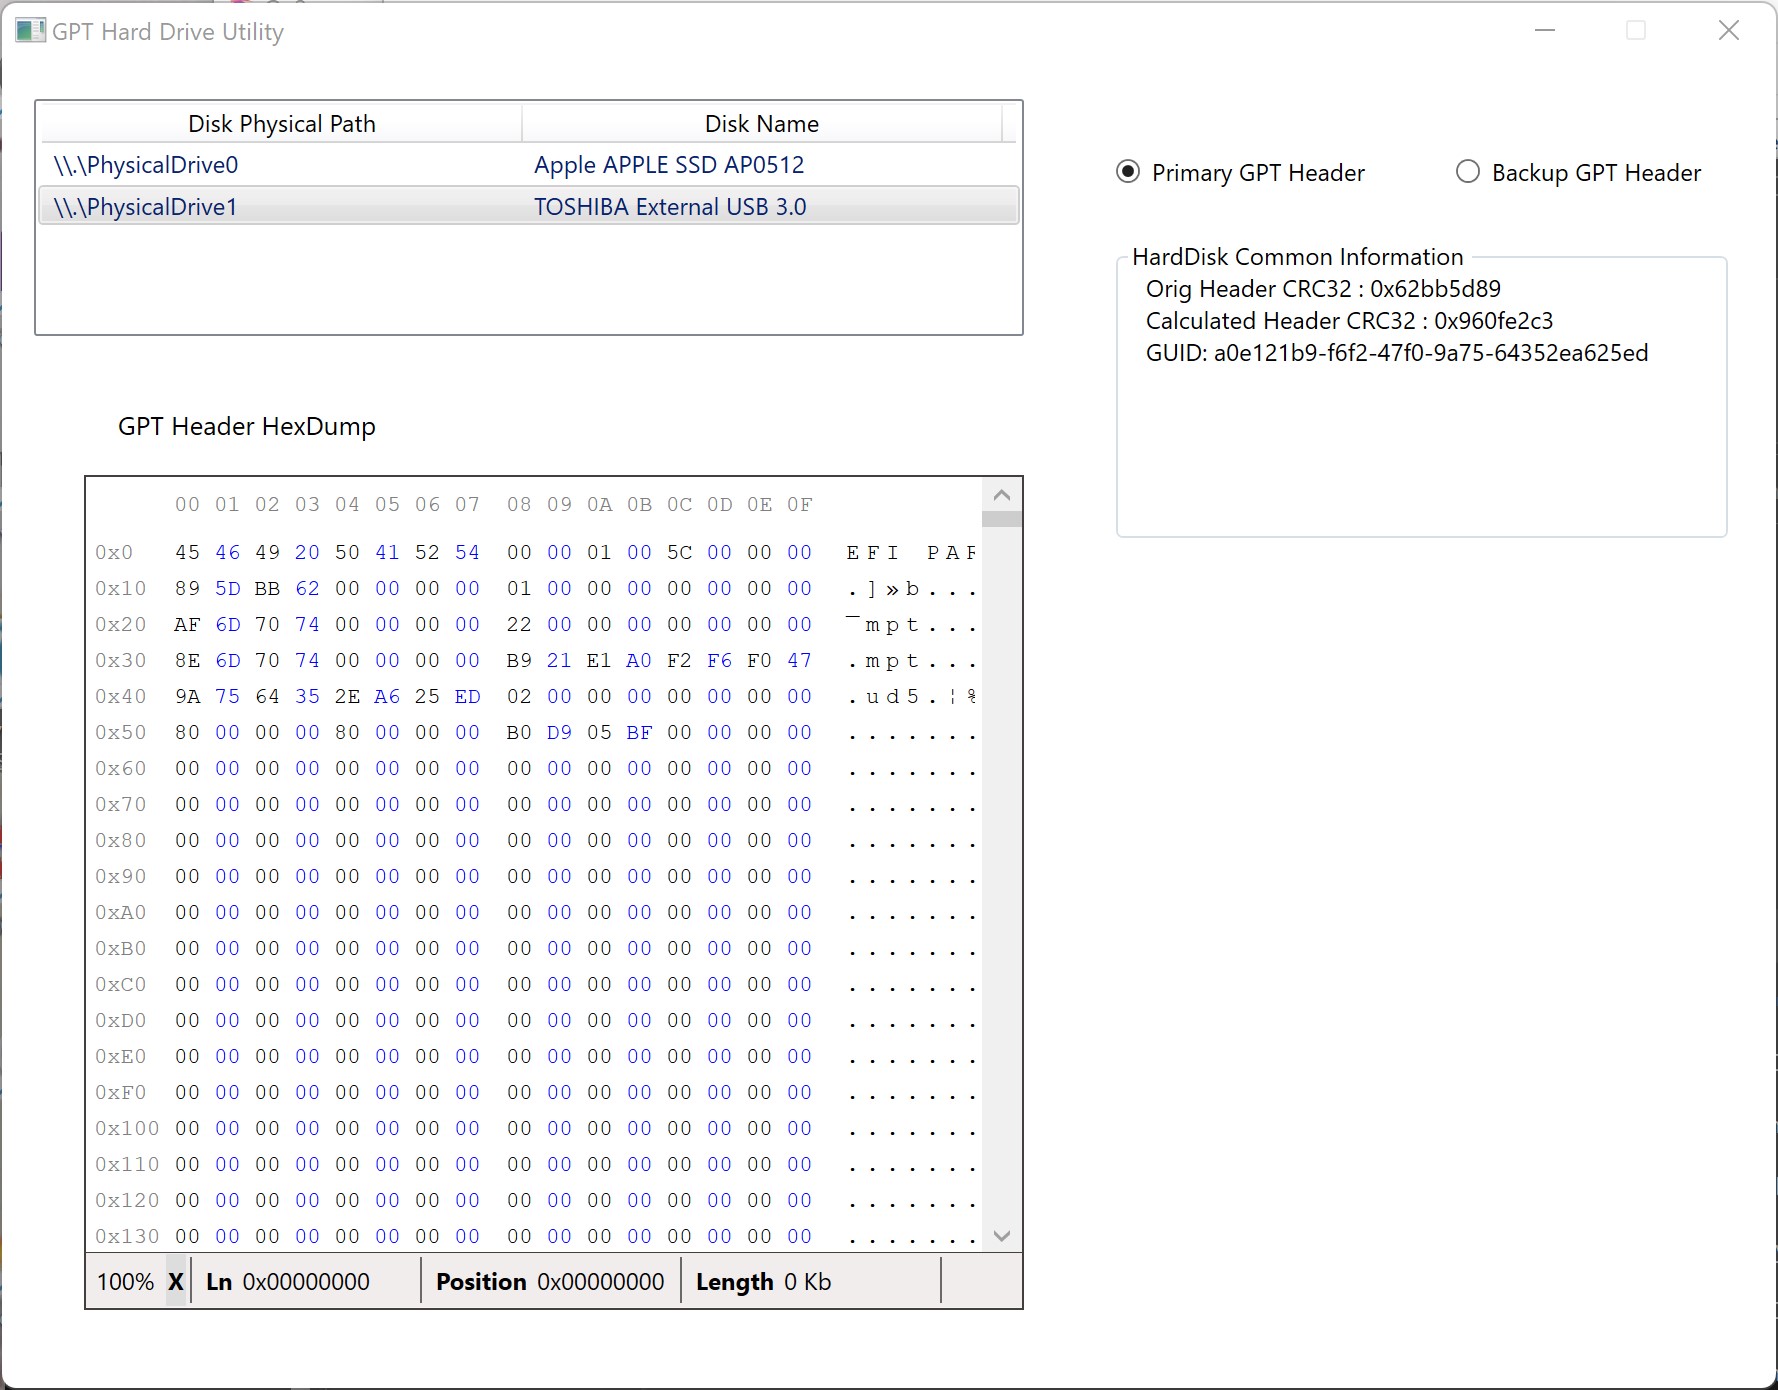 GPT Hard Drive Utility
Disk Physical Path Disk Name
\\.\PhysicalDrive0 Apple APPLE SSD AP0512
\\.\PhysicalDrive1 TOSHIBA External USB 3.0
Primary GPT Header Backup GPT Header
HardDisk Common Information
Orig Header CRC32 : 0x62bb5d89
Calculated Header CRC32 : 0x960fe2c3
GUID: a0e121b9-f6f2-47f0-9a75-64352ea625ed
GPT Header HexDump
00 01 02 03 04 05 06 07 08 09 0A 0B 0C 0D 0E 0F
0x0 45 46 49 20 50 41 52 54 00 00 01 00 5C 00 00 00 EFI PAR
0x10 89 5D BB 62 00 00 00 00 01 00 00 00 00 00 00 00 .]»b...
0x20 AF 6D 70 74 00 00 00 00 22 00 00 00 00 00 00 00 ¯mpt...
0x30 8E 6D 70 74 00 00 00 00 B9 21 E1 A0 F2 F6 F0 47 .mpt...
0x40 9A 75 64 35 2E A6 25 ED 02 00 00 00 00 00 00 00 .ud5.¦%
0x50 80 00 00 00 80 00 00 00 B0 D9 05 BF 00 00 00 00 .......
0x60 00 00 00 00 00 00 00 00 00 00 00 00 00 00 00 00 .......
0x70 00 00 00 00 00 00 00 00 00 00 00 00 00 00 00 00 .......
0x80 00 00 00 00 00 00 00 00 00 00 00 00 00 00 00 00 .......
0x90 00 00 00 00 00 00 00 00 00 00 00 00 00 00 00 00 .......
0xA0 00 00 00 00 00 00 00 00 00 00 00 00 00 00 00 00 .......
0xB0 00 00 00 00 00 00 00 00 00 00 00 00 00 00 00 00 .......
0xC0 00 00 00 00 00 00 00 00 00 00 00 00 00 00 00 00 .......
0xD0 00 00 00 00 00 00 00 00 00 00 00 00 00 00 00 00 .......
0xE0 00 00 00 00 00 00 00 00 00 00 00 00 00 00 00 00 .......
0xF0 00 00 00 00 00 00 00 00 00 00 00 00 00 00 00 00 .......
0x100 00 00 00 00 00 00 00 00 00 00 00 00 00 00 00 00 .......
0x110 00 00 00 00 00 00 00 00 00 00 00 00 00 00 00 00 .......
0x120 00 00 00 00 00 00 00 00 00 00 00 00 00 00 00 00 .......
0x130 00 00 00 00 00 00 00 00 00 00 00 00 00 00 00 00 .......
100% X Ln 0x00000000 Position 0x00000000 Length 0 Kb